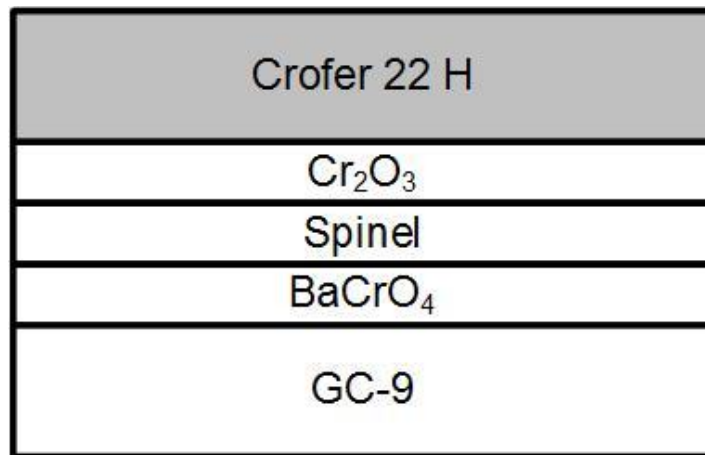 Crofer 22 H
Cr₂O₃
Spinel
BaCrO₄
GC-9